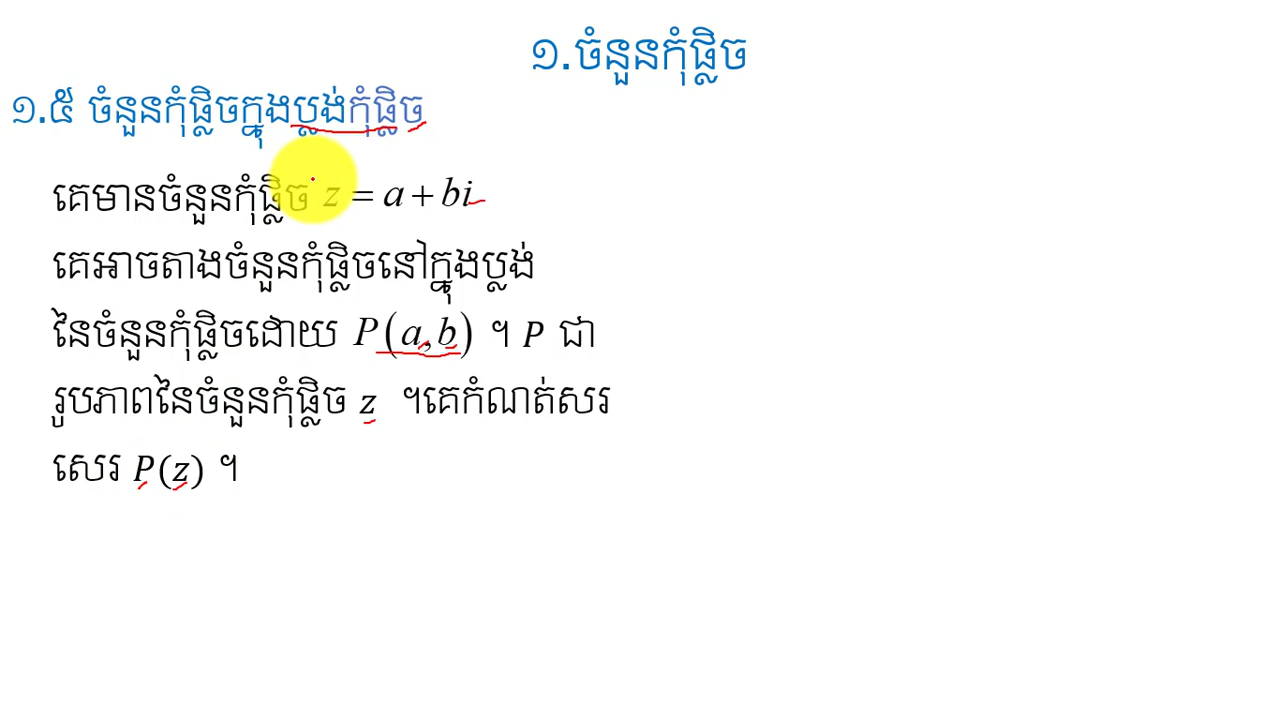 ១.ចំនួនកុំផ្លិច
១.៥ ចំនួនកុំផ្លិចក្នុងប្លង់កុំផ្លិច
គេមានចំនួនកុំផ្លិច z = a + bi
គេអាចតាងចំនួនកុំផ្លិចនៅក្នុងប្លង់
នៃចំនួនកុំផ្លិចដោយ P(a,b) ។ P ជា
រូបភាពនៃចំនួនកុំផ្លិច z ។គេកំណត់សរ
សេរ P(z) ។